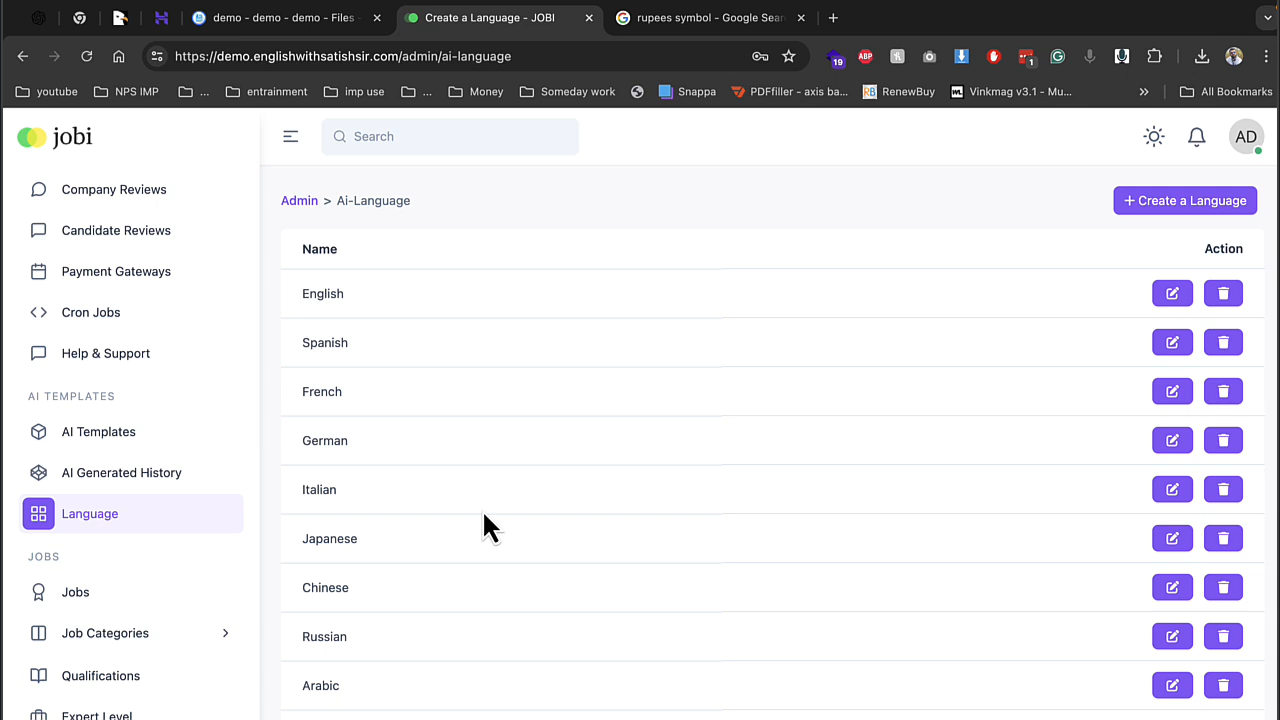 demo - demo - demo - Files
Create a Language - JOBI
rupees symbol - Google Sear
https://demo.englishwithsatishsir.com/admin/ai-language
ABP
19
1
youtube
NPS IMP
...
entrainment
imp use
...
Money
Someday work
Snappa
PDFfiller - axis ba...
RB RenewBuy
Vinkmag v3.1 - Mu...
»
All Bookmarks
jobi
Search
AD
Company Reviews
Candidate Reviews
Payment Gateways
Cron Jobs
Help & Support
AI TEMPLATES
AI Templates
AI Generated History
Language
JOBS
Jobs
Job Categories
Qualifications
Expert Level
Admin > Ai-Language
+ Create a Language
Name Action
English
Spanish
French
German
Italian
Japanese
Chinese
Russian
Arabic